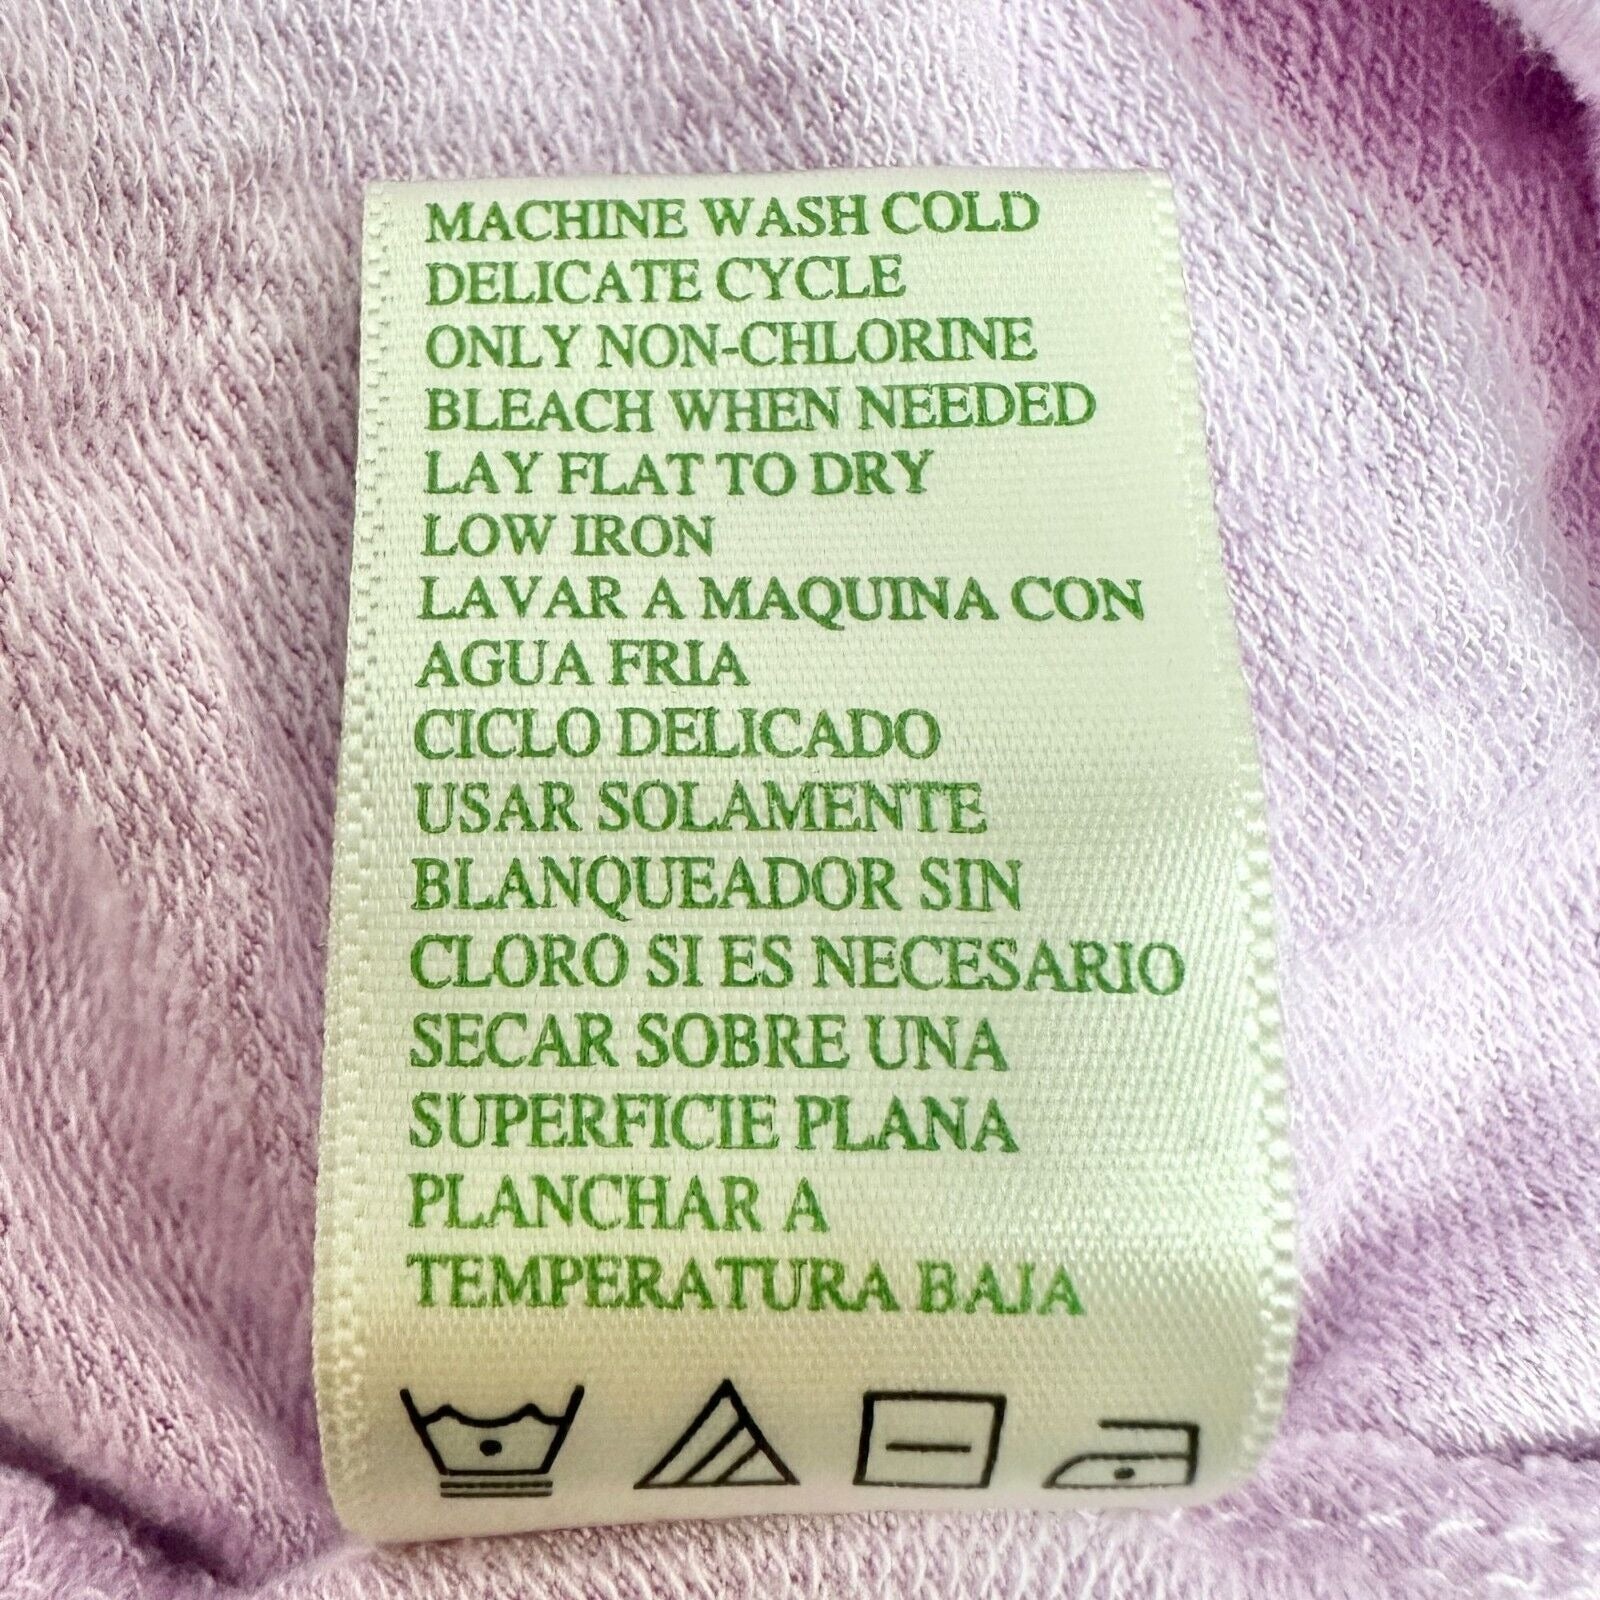 MACHINE WASH COLD
DELICATE CYCLE
ONLY NON-CHLORINE
BLEACH WHEN NEEDED
LAY FLAT TO DRY
LOW IRON
LAVAR A MAQUINA CON
AGUA FRIA
CICLO DELICADO
USAR SOLAMENTE
BLANQUEADOR SIN
CLORO SI ES NECESARIO
SECAR SOBRE UNA
SUPERFICIE PLANA
PLANCHAR A
TEMPERATURA BAJA